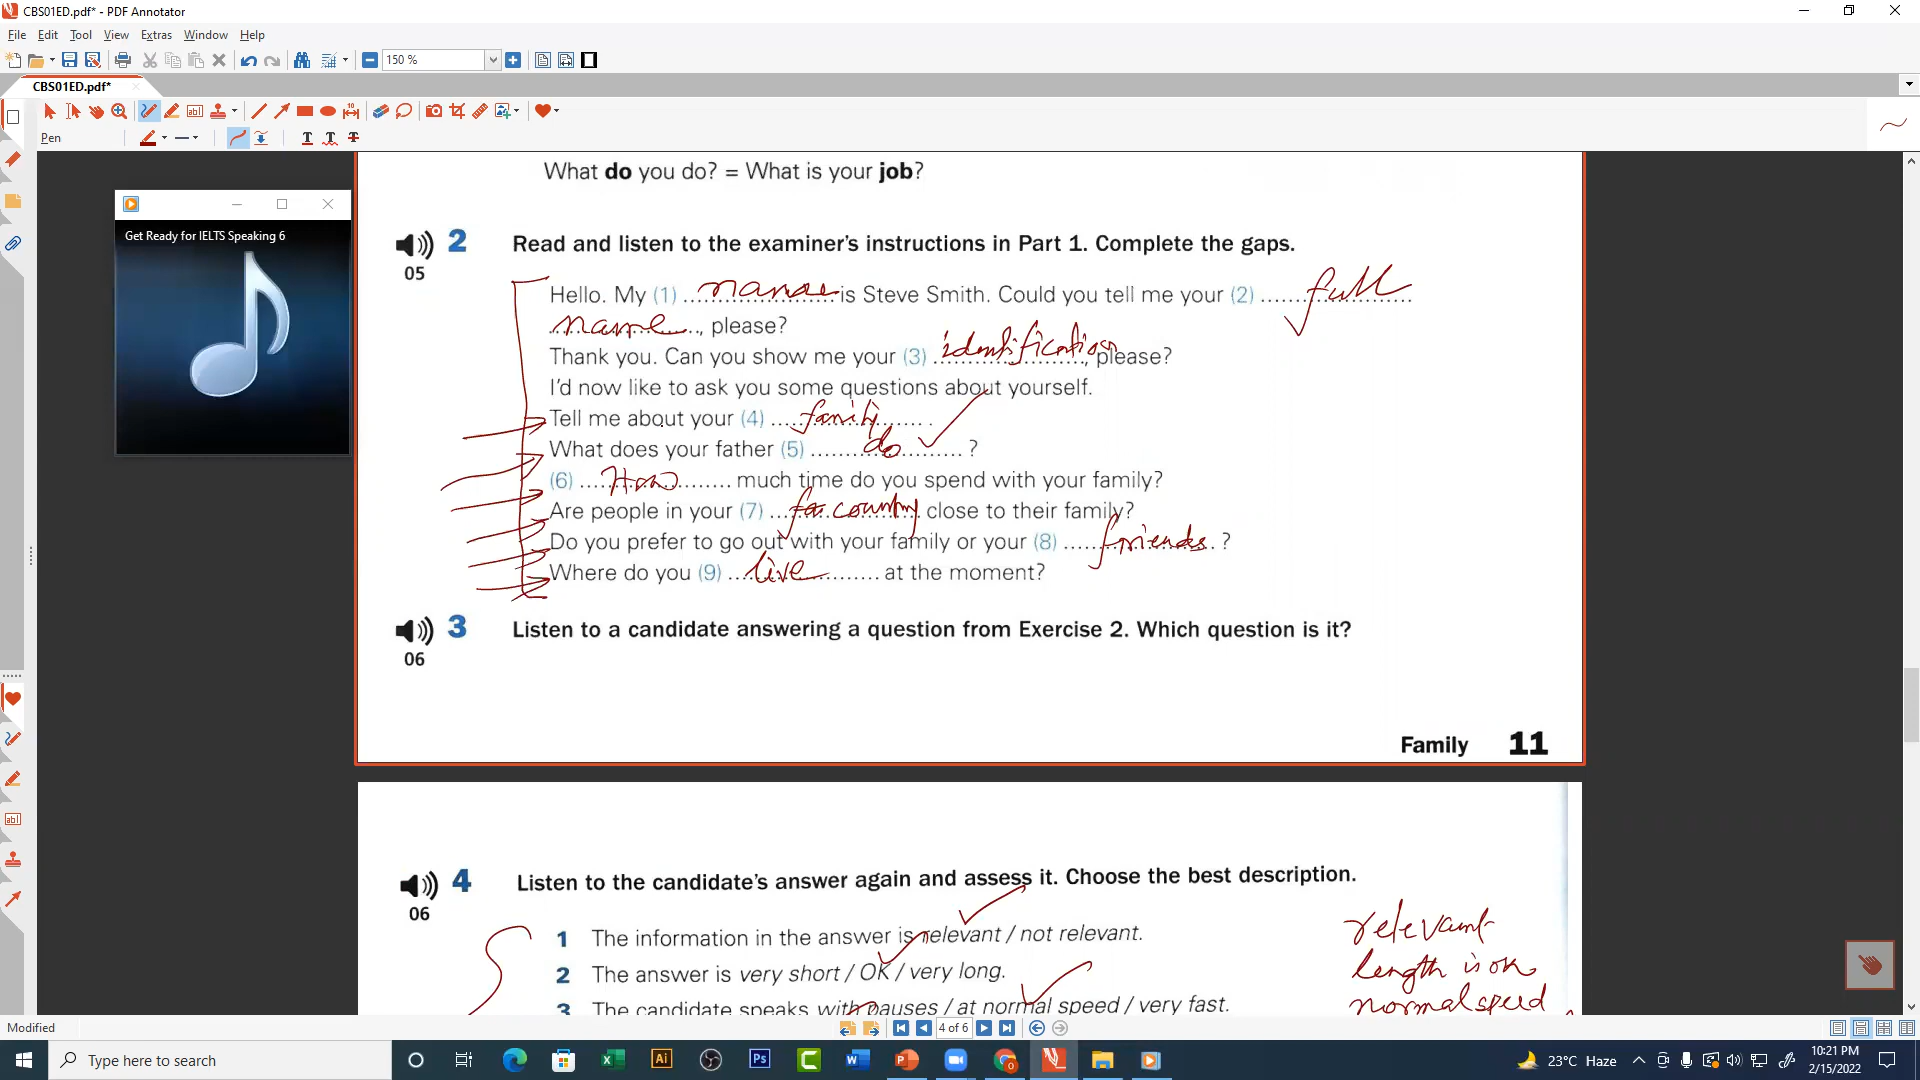 CBS01ED.pdf* - PDF Annotator
File Edit Tool View Extras Window Help
150 %
CBS01ED.pdf*
Pen
What do you do? = What is your job?
Get Ready for IELTS Speaking 6
05
2 Read and listen to the examiner's instructions in Part 1. Complete the gaps.
Hello. My (1) name is Steve Smith. Could you tell me your (2) full
name, please?
Thank you. Can you show me your (3) identification, please?
I'd now like to ask you some questions about yourself.
Tell me about your (4) family.
What does your father (5) do ?
(6) How much time do you spend with your family?
Are people in your (7) country close to their family?
Do you prefer to go out with your family or your (8) friends ?
Where do you (9) live at the moment?
06
3 Listen to a candidate answering a question from Exercise 2. Which question is it?
Family 11
06
4 Listen to the candidate's answer again and assess it. Choose the best description.
1 The information in the answer is relevant / not relevant.
2 The answer is very short / OK / very long.
3 The candidate speaks with pauses / at normal speed / very fast.
relevant
length is ok
normal speed
Modified
4 of 6
Type here to search
23°C Haze
10:21 PM
2/15/2022